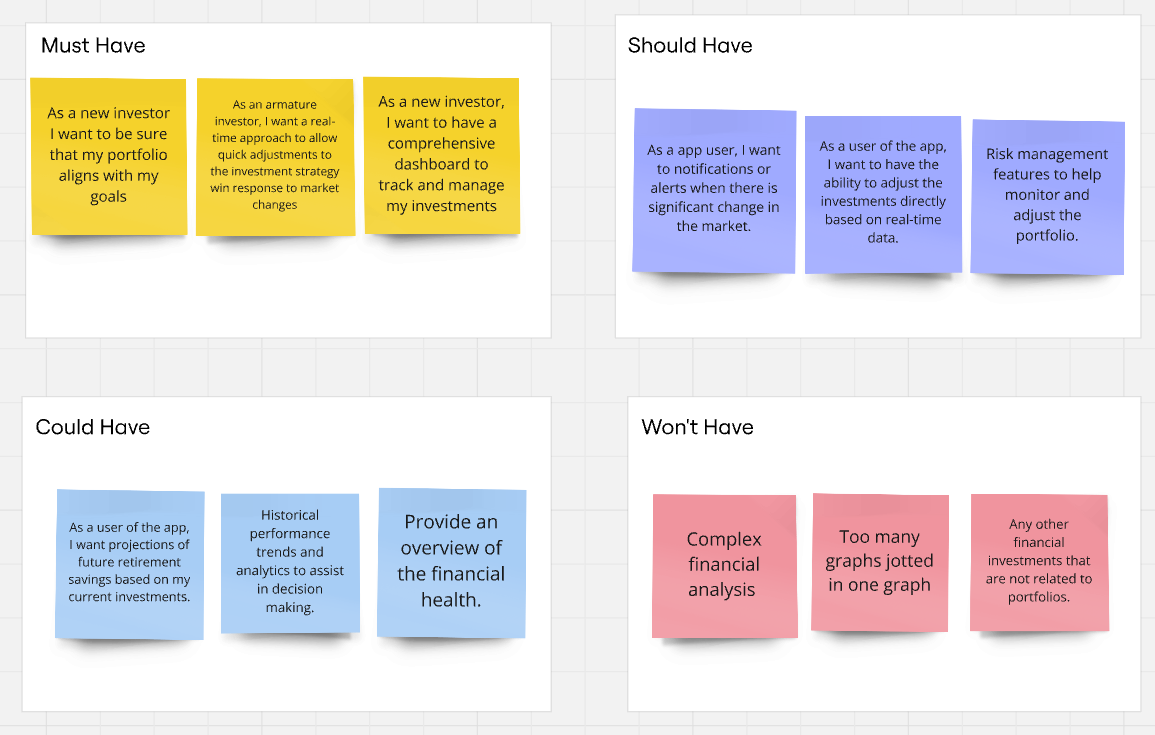 Must Have
As a new investor
I want to be sure
that my portfolio
aligns with my
goals
As an armature
investor, I want a real-
time approach to allow
quick adjustments to
the investment strategy
win response to market
changes
As a new investor,
I want to have a
comprehensive
dashboard to
track and manage
my investments
Should Have
As a app user, I want
to notifications or
alerts when there is
significant change in
the market.
As a user of the app,
I want to have the
ability to adjust the
investments directly
based on real-time
data.
Risk management
features to help
monitor and
adjust the
portfolio.
Could Have
As a user of the app,
I want projections of
future retirement
savings based on my
current investments.
Historical
performance
trends and
analytics to assist
in decision
making.
Provide an
overview of
the financial
health.
Won't Have
Complex
financial
analysis
Too many
graphs jotted
in one graph
Any other
financial
investments that
are not related to
portfolios.